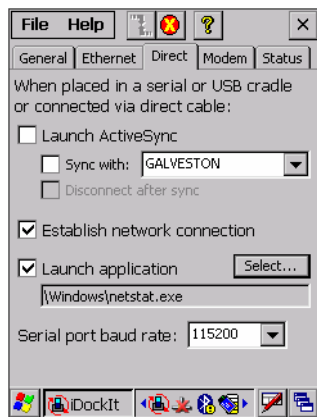 File Help
General Ethernet Direct Modem Status
When placed in a serial or USB cradle
or connected via direct cable:
Launch ActiveSync
Sync with: GALVESTON
Disconnect after sync
Establish network connection
Launch application Select...
\Windows\netstat.exe
Serial port baud rate: 115200
iDockIt